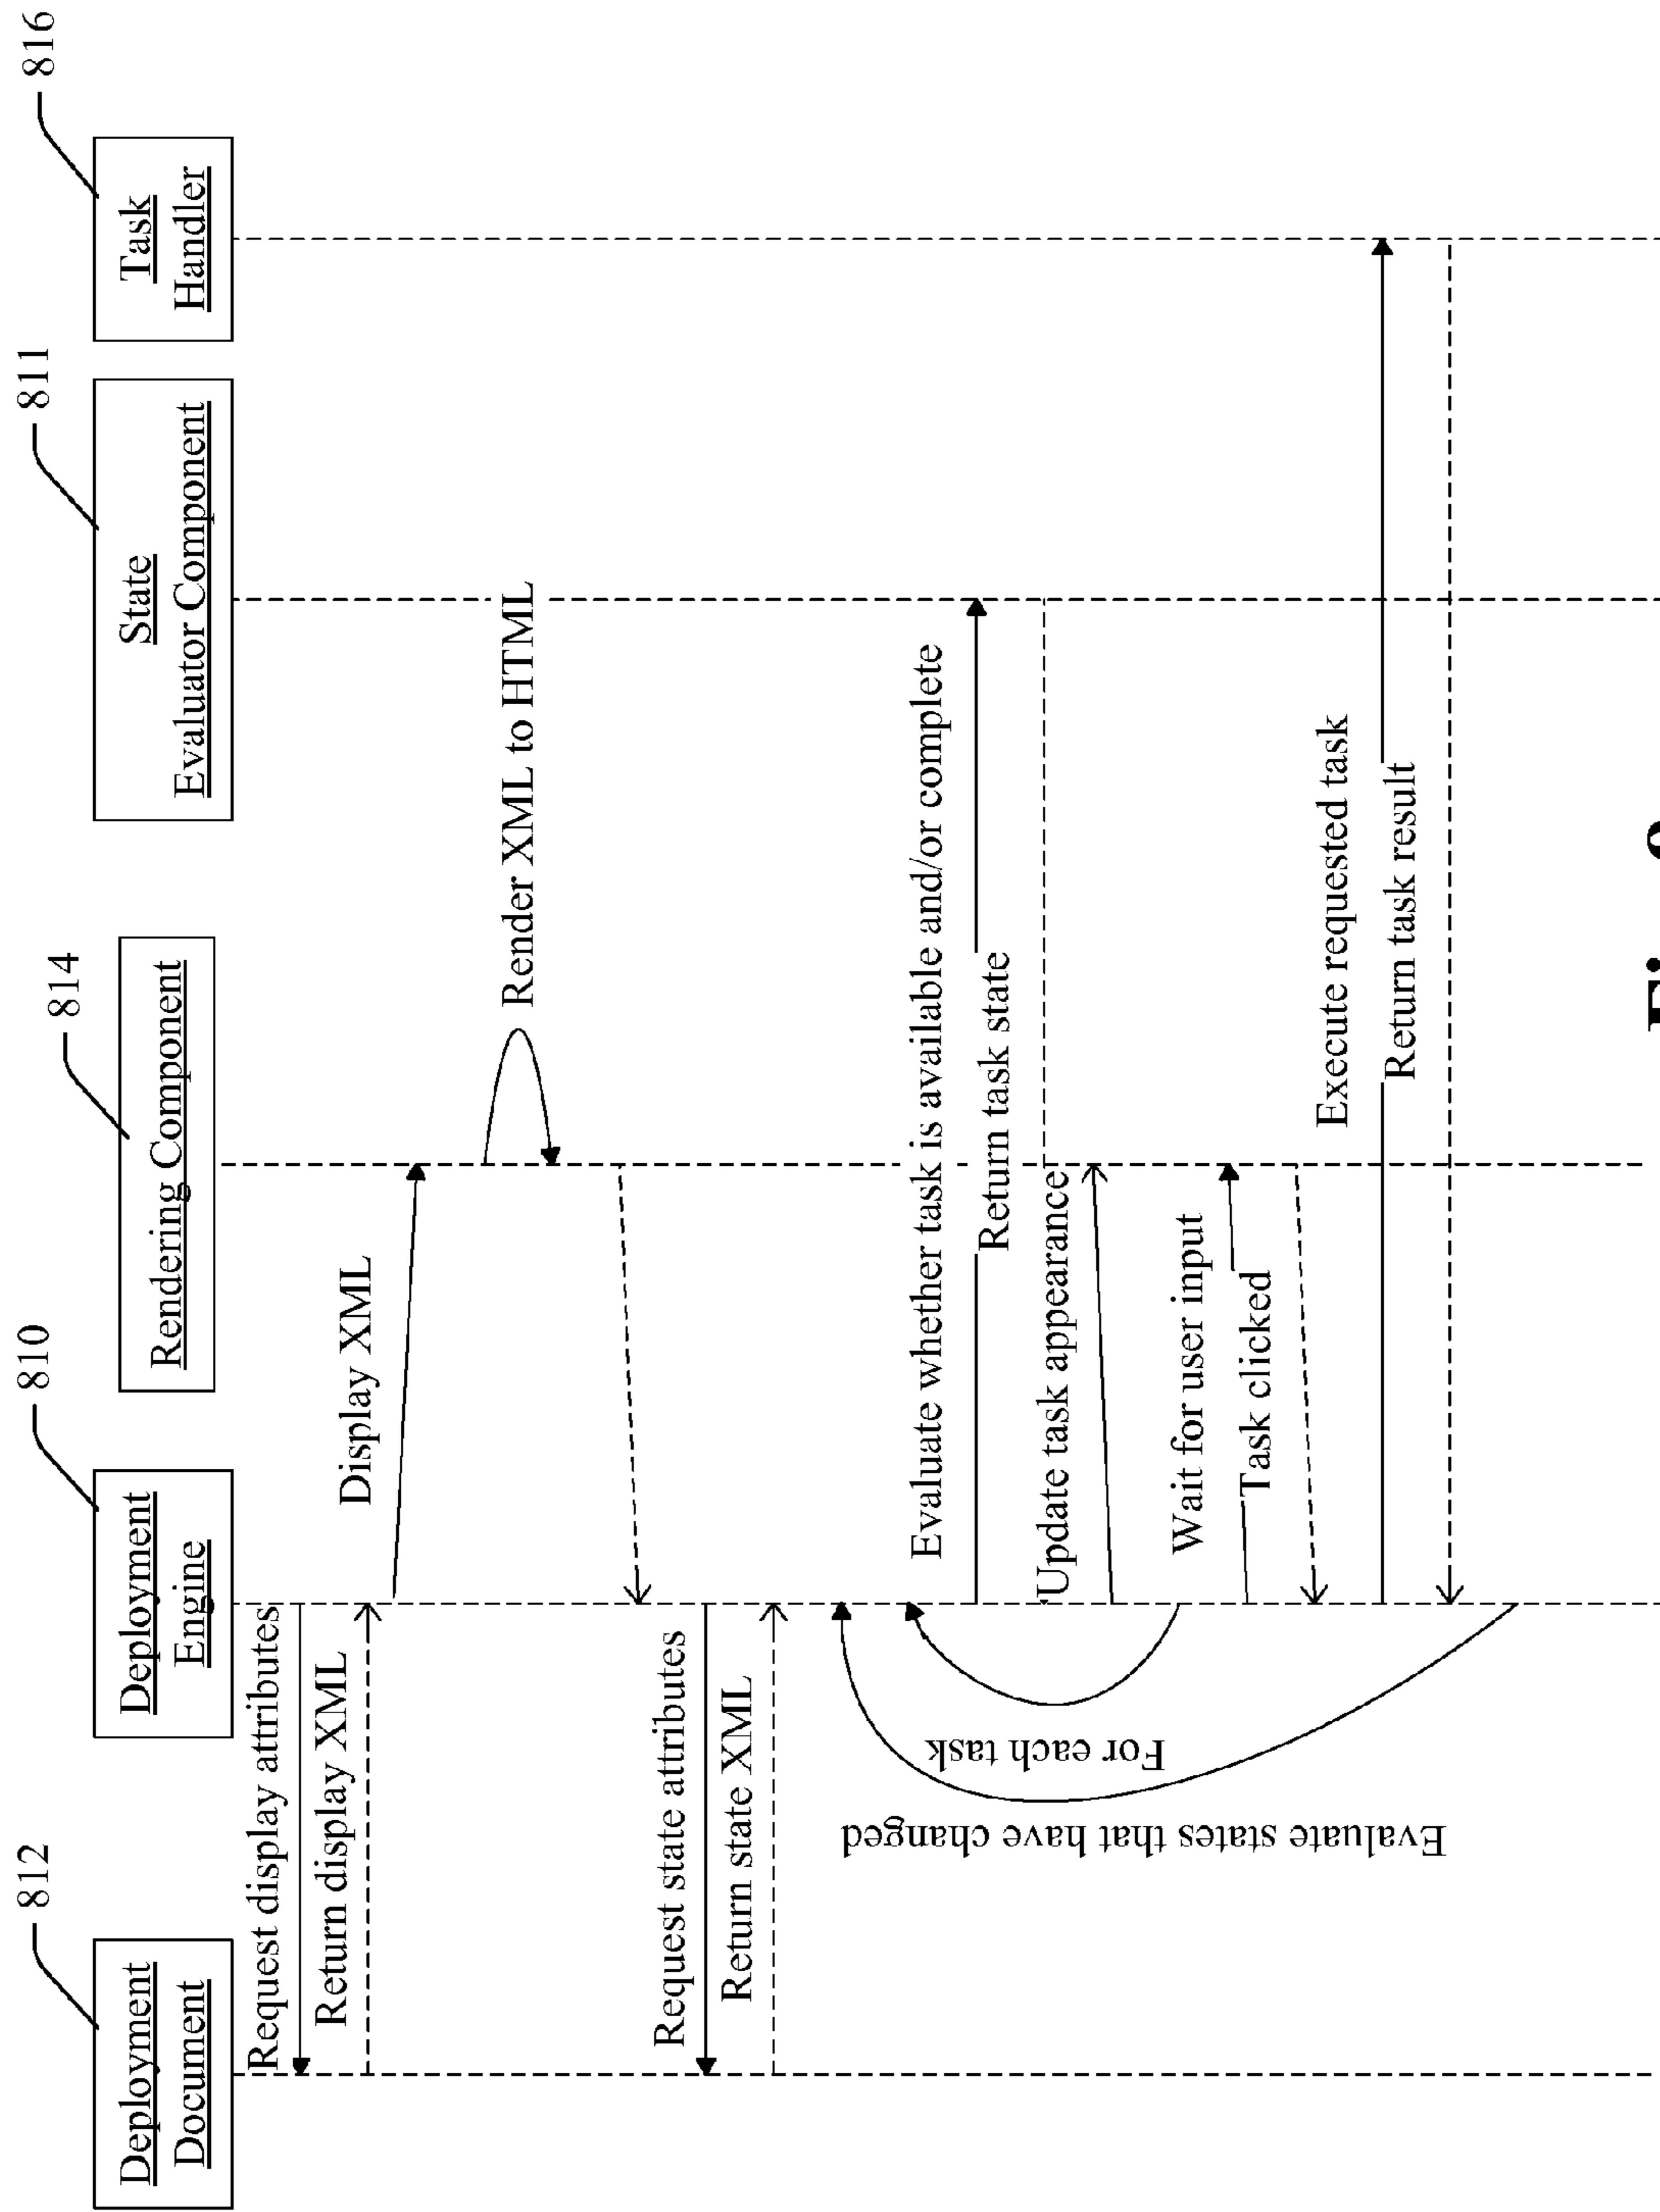 812
810
814
811
816
Deployment
Document
Deployment
Engine
Rendering Component
State
Evaluator Component
Task
Handler
Request display attributes
Return display XML
Display XML
Render XML to HTML
Request state attributes
Return state XML
Evaluate whether task is available and/or complete
Return task state
Update task appearance
For each task
Evaluate states that have changed
Wait for user input
Task clicked
Execute requested task
Return task result